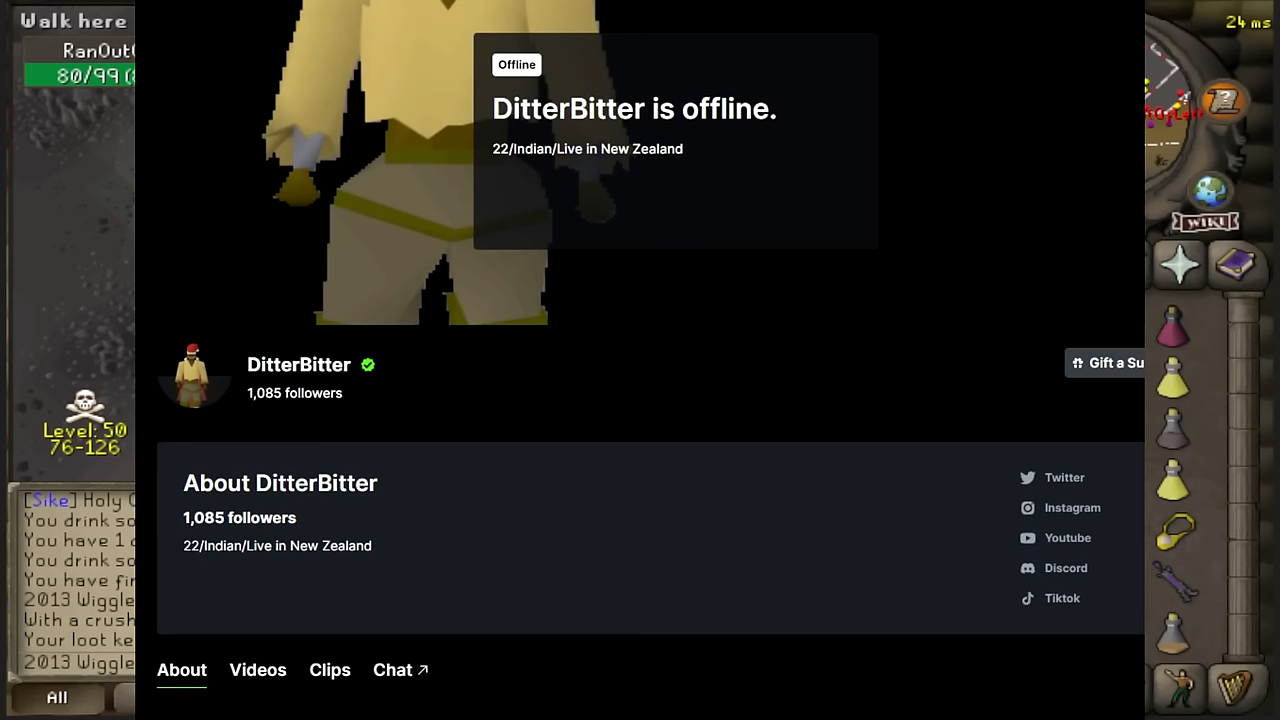 Walk here
24 ms
RanOut
80/99 (8
Offline
DitterBitter is offline.
22/Indian/Live in New Zealand
WIKI
DitterBitter
1,085 followers
Gift a Su
Level: 50
76-126
About DitterBitter
1,085 followers
22/Indian/Live in New Zealand
Twitter
Instagram
Youtube
Discord
Tiktok
[Sike] Holy
You drink so
You have 1
You drink so
You have fin
2013 Wiggle
With a crush
Your loot ke
2013 Wiggle
All
About
Videos
Clips
Chat